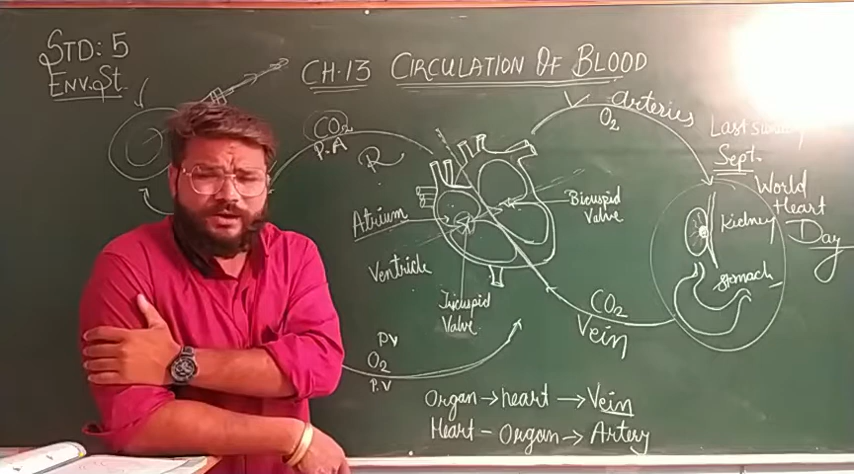 STD: 5
ENV. St.
CH-13 CIRCULATION OF BLOOD
CO2
P.A
R
arteries
O2
Last sunday
Sept.
World
Heart
Day
Atrium
Ventricle
Tricuspid
Valve
Bicuspid
Valve
Kidney
Stomach
CO2
Vein
PV
O2
P.V
Organ → heart → Vein
Heart - Organ → Artery